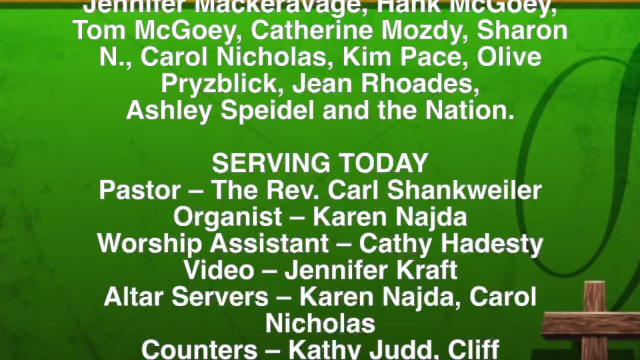 Jennifer Mackeravage, Hank McGoey,
Tom McGoey, Catherine Mozdy, Sharon
N., Carol Nicholas, Kim Pace, Olive
Pryzblick, Jean Rhoades,
Ashley Speidel and the Nation.
SERVING TODAY
Pastor – The Rev. Carl Shankweiler
Organist – Karen Najda
Worship Assistant – Cathy Hadesty
Video – Jennifer Kraft
Altar Servers – Karen Najda, Carol
Nicholas
Counters – Kathy Judd, Cliff